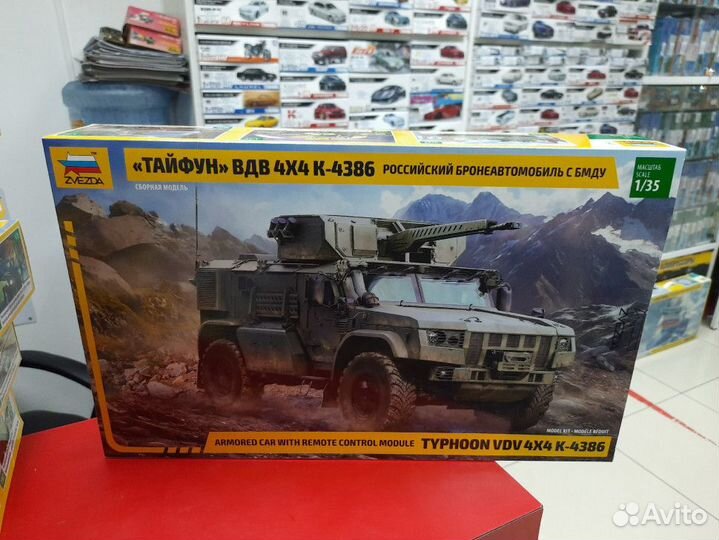 «ТАЙФУН» ВДВ 4X4 К-4386 РОССИЙСКИЙ БРОНЕАВТОМОБИЛЬ С БМДУ
МАСШТАБ
SCALE
1/35
ZVEZDA
СБОРНАЯ МОДЕЛЬ
MODEL KIT - MODELE REDUIT
ARMORED CAR WITH REMOTE CONTROL MODULE TYPHOON VDV 4X4 K-4386
Avito